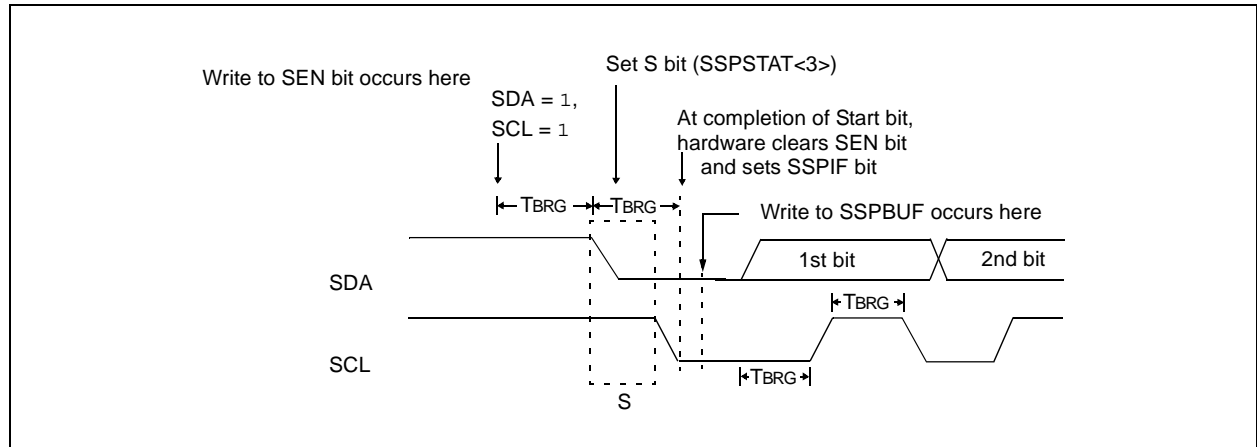 Write to SEN bit occurs here
Set S bit (SSPSTAT<3>)
SDA = 1,
SCL = 1
At completion of Start bit,
hardware clears SEN bit
and sets SSPIF bit
TBRG
TBRG
Write to SSPBUF occurs here
SDA
1st bit
2nd bit
TBRG
SCL
TBRG
S